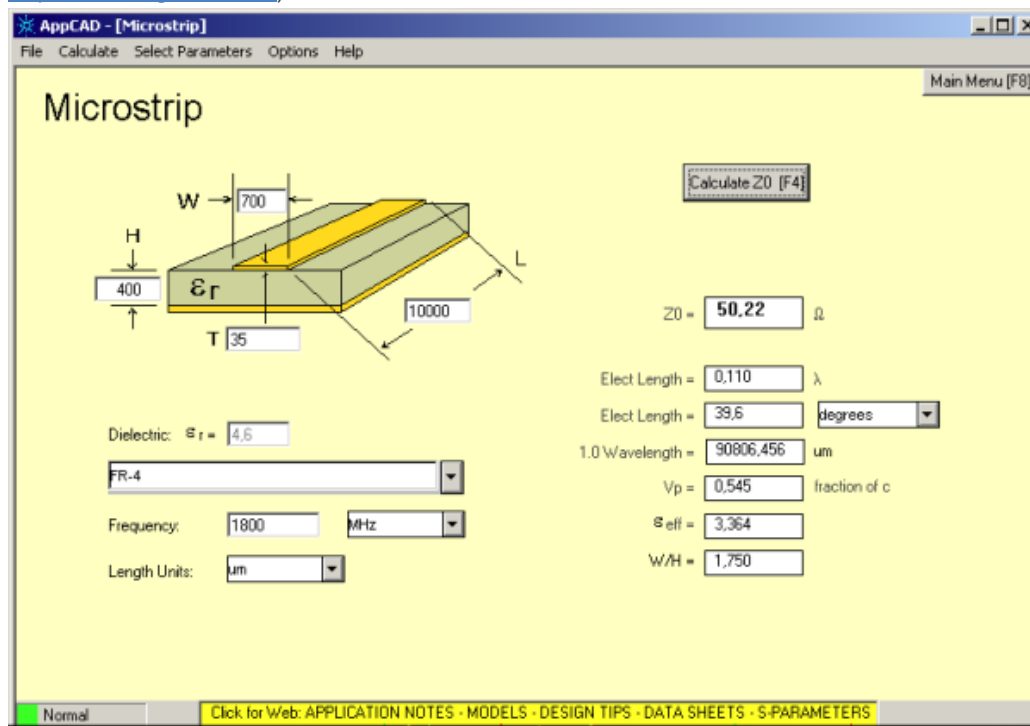 AppCAD - [Microstrip]
File Calculate Select Parameters Options Help
Main Menu [F8]
Microstrip
Calculate Z0 [F4]
W 700
H
400
εr
L
10000
T 35
Z0 = 50,22 Ω
Elect Length = 0,110 λ
Elect Length = 39,6 degrees
1.0 Wavelength = 90806,456 um
Vp = 0,545 fraction of c
εeff = 3,364
W/H = 1,750
Dielectric: εr = 4,6
FR-4
Frequency: 1800 MHz
Length Units: um
Normal
Click for Web: APPLICATION NOTES - MODELS - DESIGN TIPS - DATA SHEETS - S-PARAMETERS